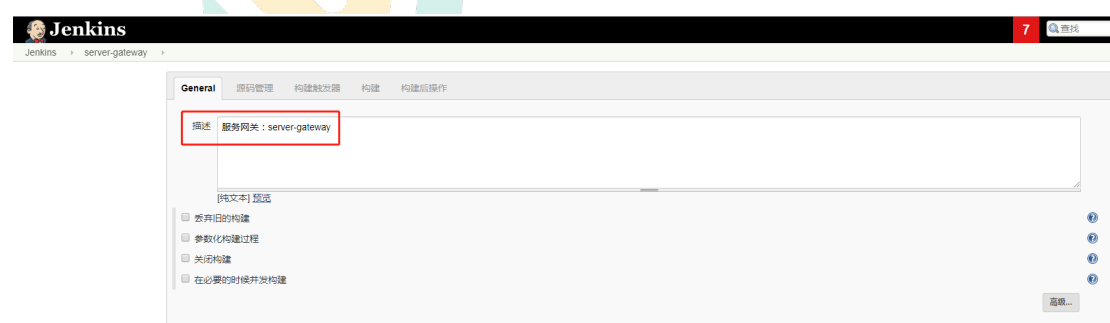 Jenkins
7
查找
Jenkins › server-gateway ›
General 源码管理 构建触发器 构建 构建后操作
描述
服务网关：server-gateway
[纯文本] 预览
丢弃旧的构建
参数化构建过程
关闭构建
在必要的时候并发构建
高级...